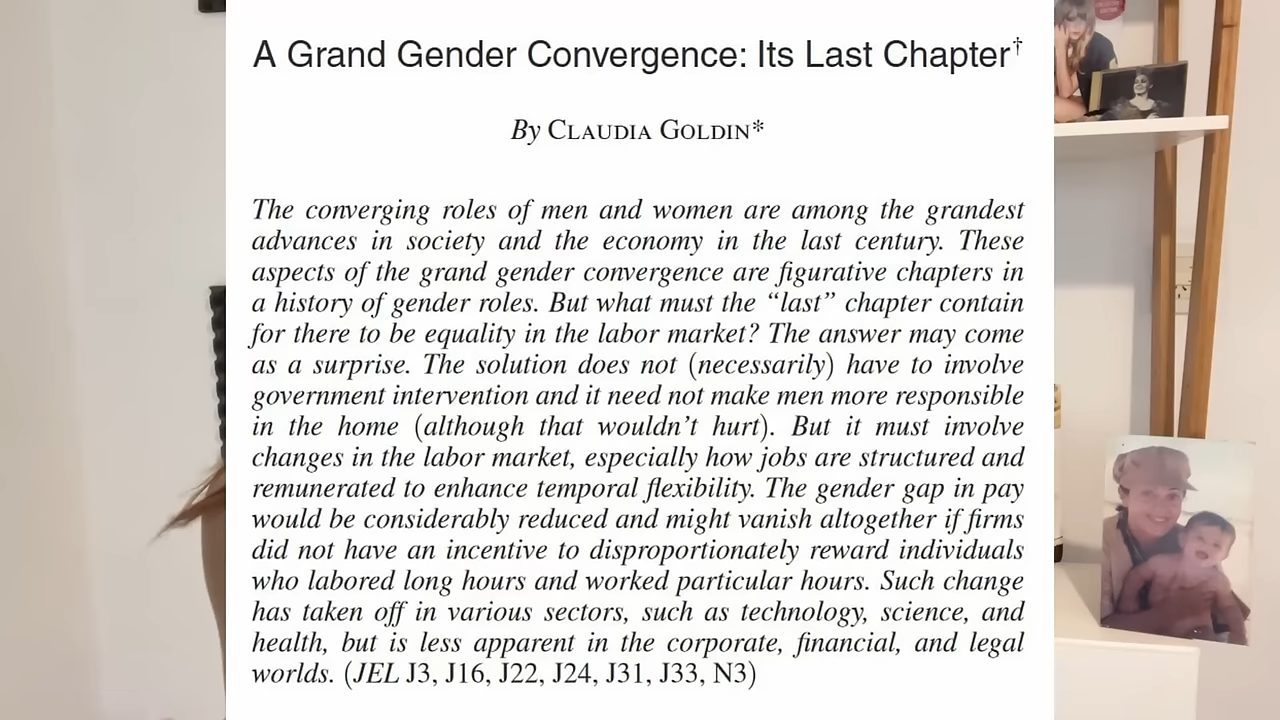 A Grand Gender Convergence: Its Last Chapter†
By Claudia Goldin*
The converging roles of men and women are among the grandest
advances in society and the economy in the last century. These
aspects of the grand gender convergence are figurative chapters in
a history of gender roles. But what must the “last” chapter contain
for there to be equality in the labor market? The answer may come
as a surprise. The solution does not (necessarily) have to involve
government intervention and it need not make men more responsible
in the home (although that wouldn’t hurt). But it must involve
changes in the labor market, especially how jobs are structured and
remunerated to enhance temporal flexibility. The gender gap in pay
would be considerably reduced and might vanish altogether if firms
did not have an incentive to disproportionately reward individuals
who labored long hours and worked particular hours. Such change
has taken off in various sectors, such as technology, science, and
health, but is less apparent in the corporate, financial, and legal
worlds. (JEL J3, J16, J22, J24, J31, J33, N3)